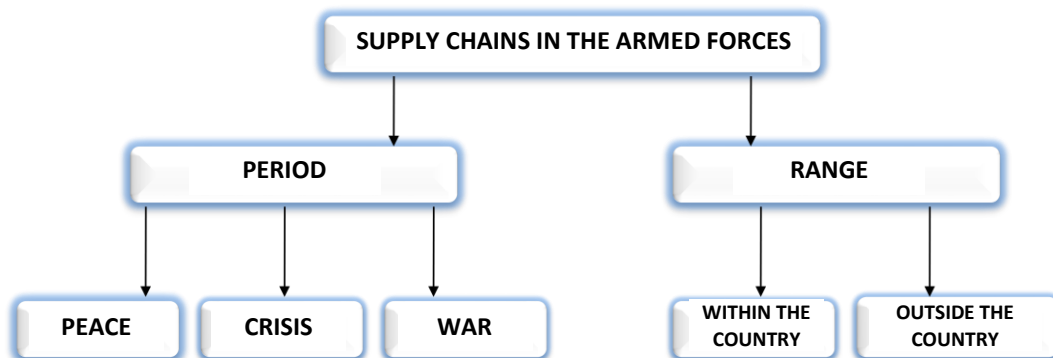 SUPPLY CHAINS IN THE ARMED FORCES
PERIOD
RANGE
PEACE
CRISIS
WAR
WITHIN THE
COUNTRY
OUTSIDE THE
COUNTRY